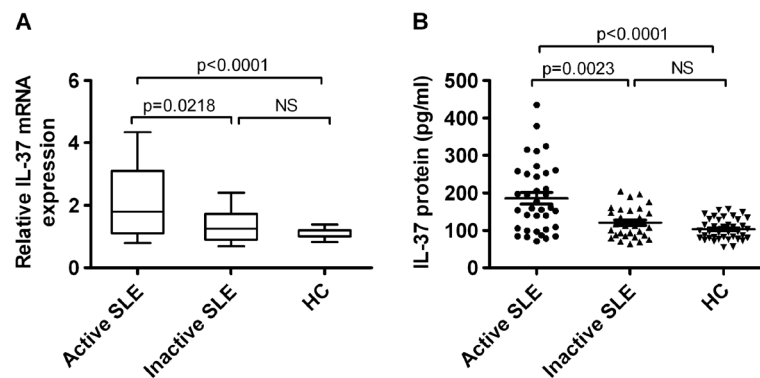 A
p<0.0001
p=0.0218
NS
Relative IL-37 mRNA
expression
6
4
2
0
Active SLE
Inactive SLE
HC
B
p<0.0001
p=0.0023
NS
IL-37 protein (pg/ml)
500
400
300
200
100
0
Active SLE
Inactive SLE
HC